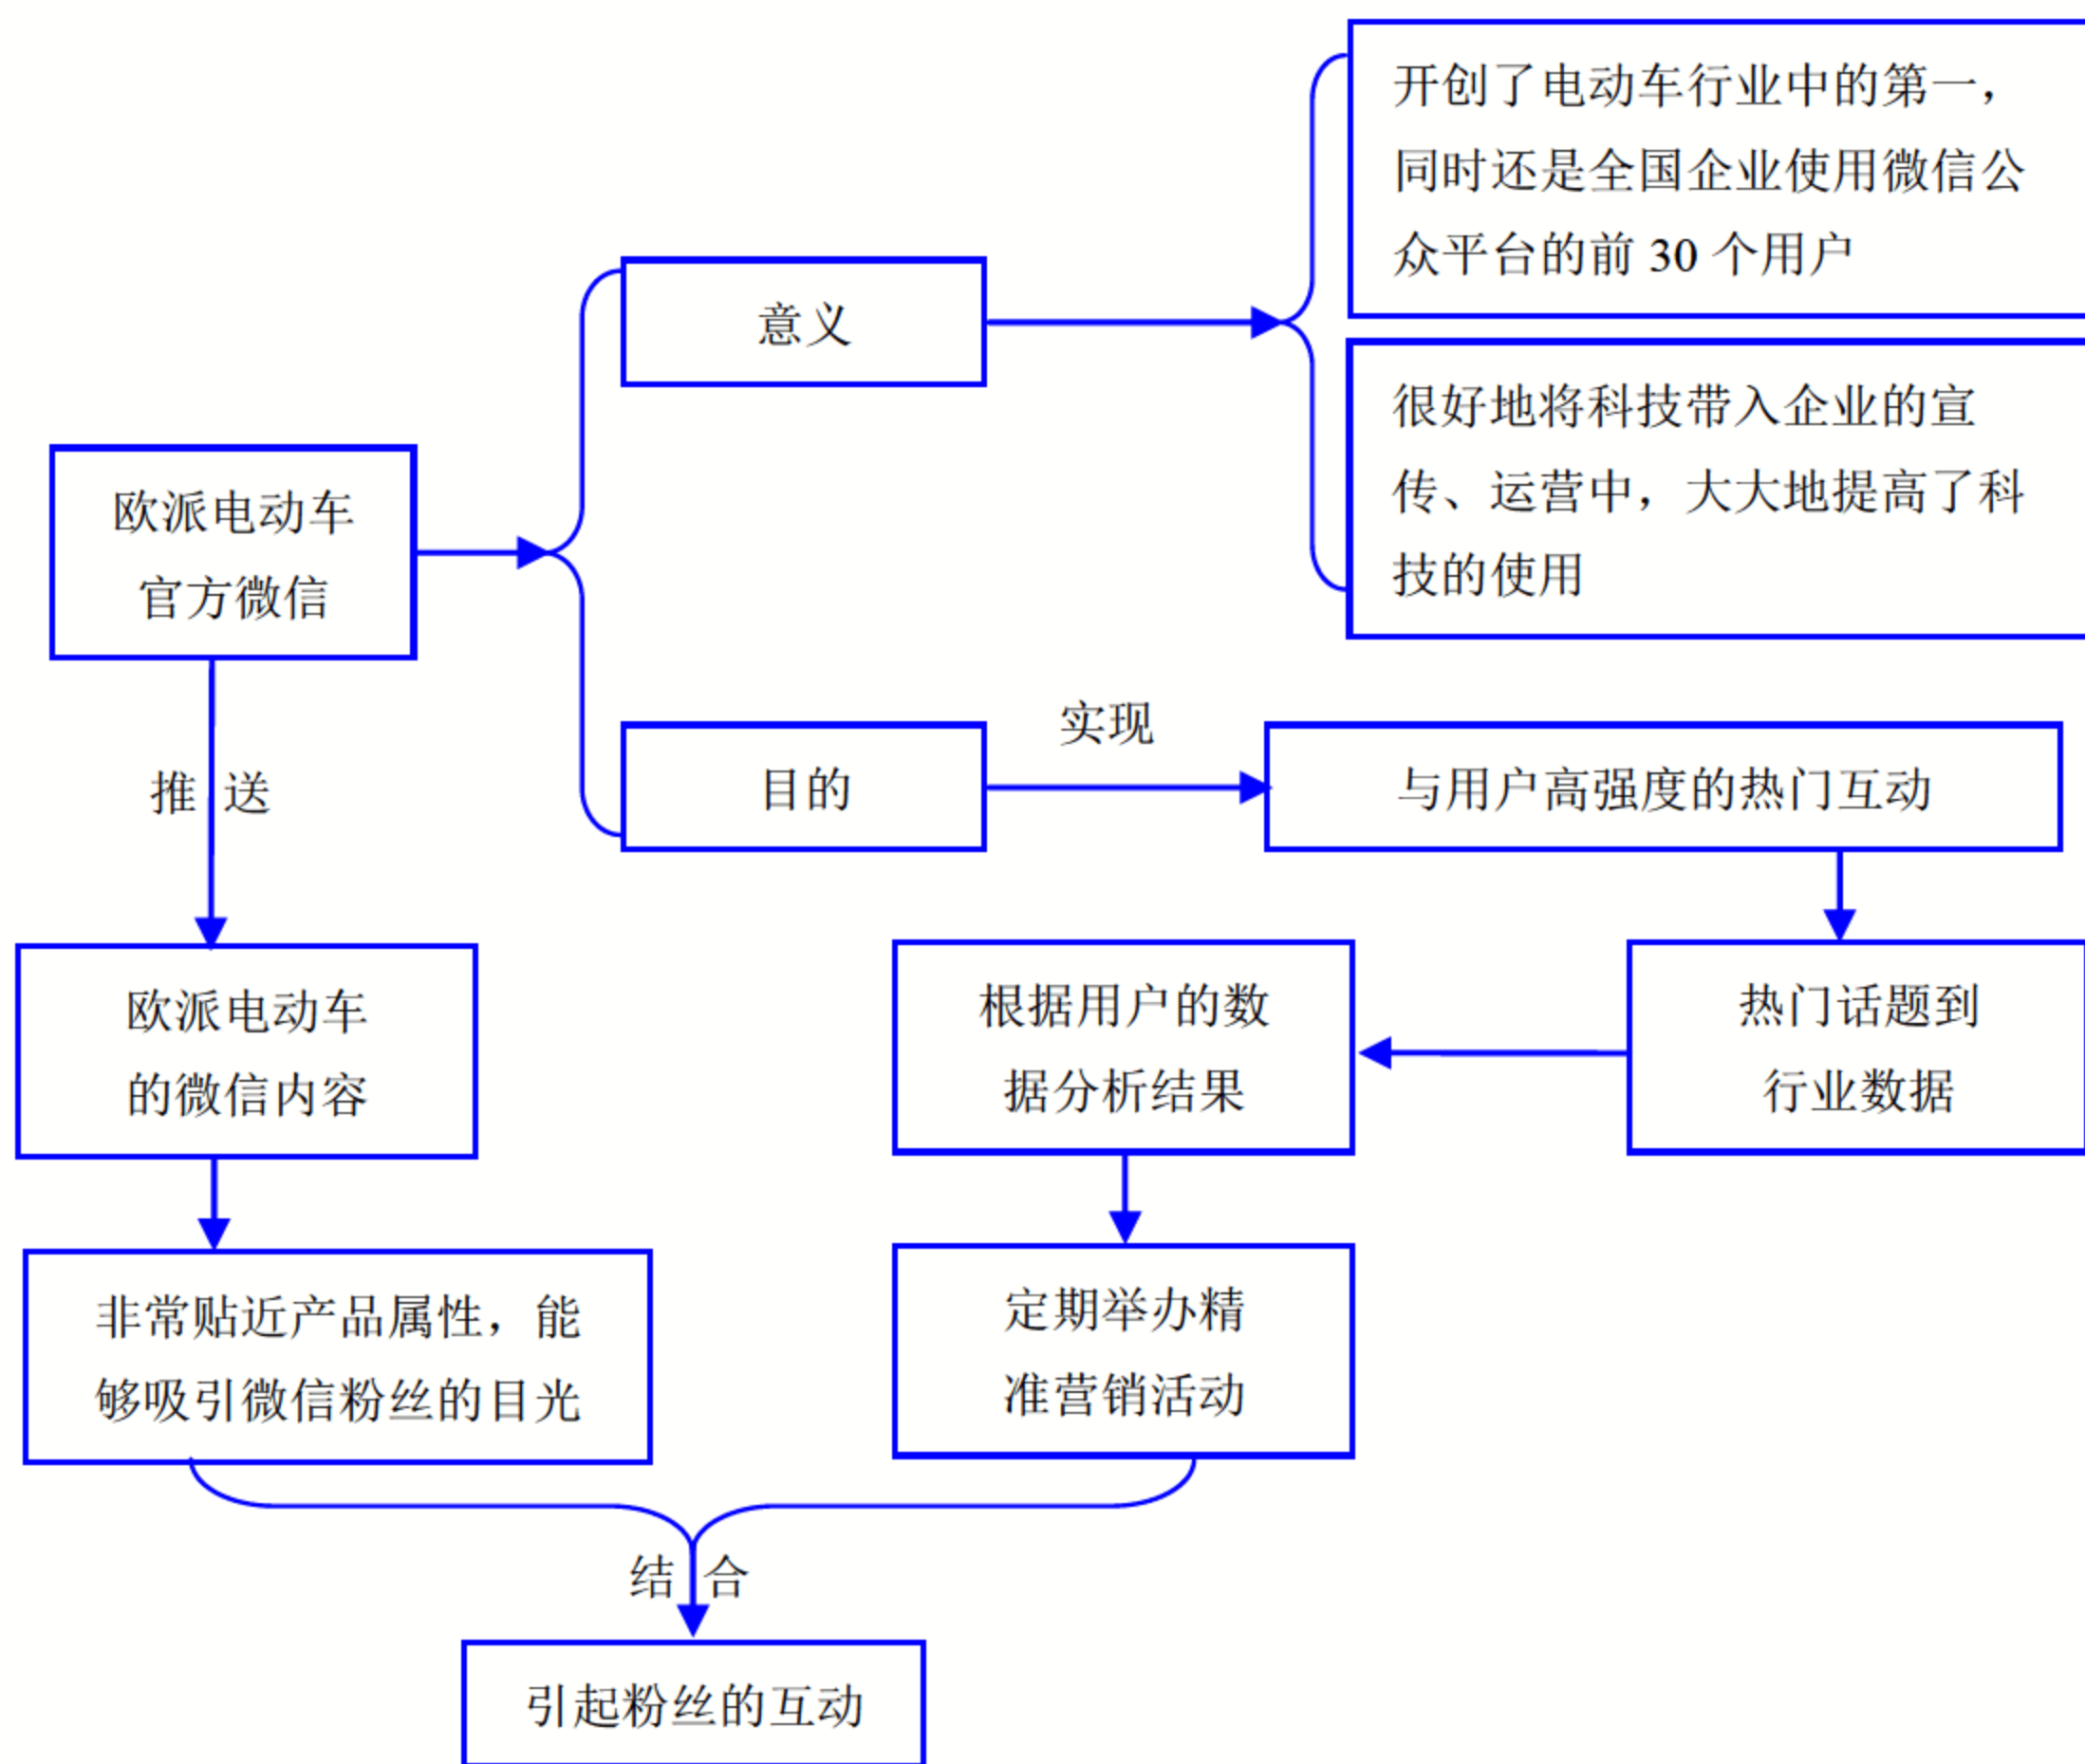 开创了电动车行业中的第一，
同时还是全国企业使用微信公
众平台的前 30 个用户
意义
很好地将科技带入企业的宣
传、运营中，大大地提高了科
技的使用
欧派电动车
官方微信
实现
目的
与用户高强度的热门互动
推 送
欧派电动车
的微信内容
根据用户的数
据分析结果
热门话题到
行业数据
非常贴近产品属性，能
够吸引微信粉丝的目光
定期举办精
准营销活动
结 合
引起粉丝的互动